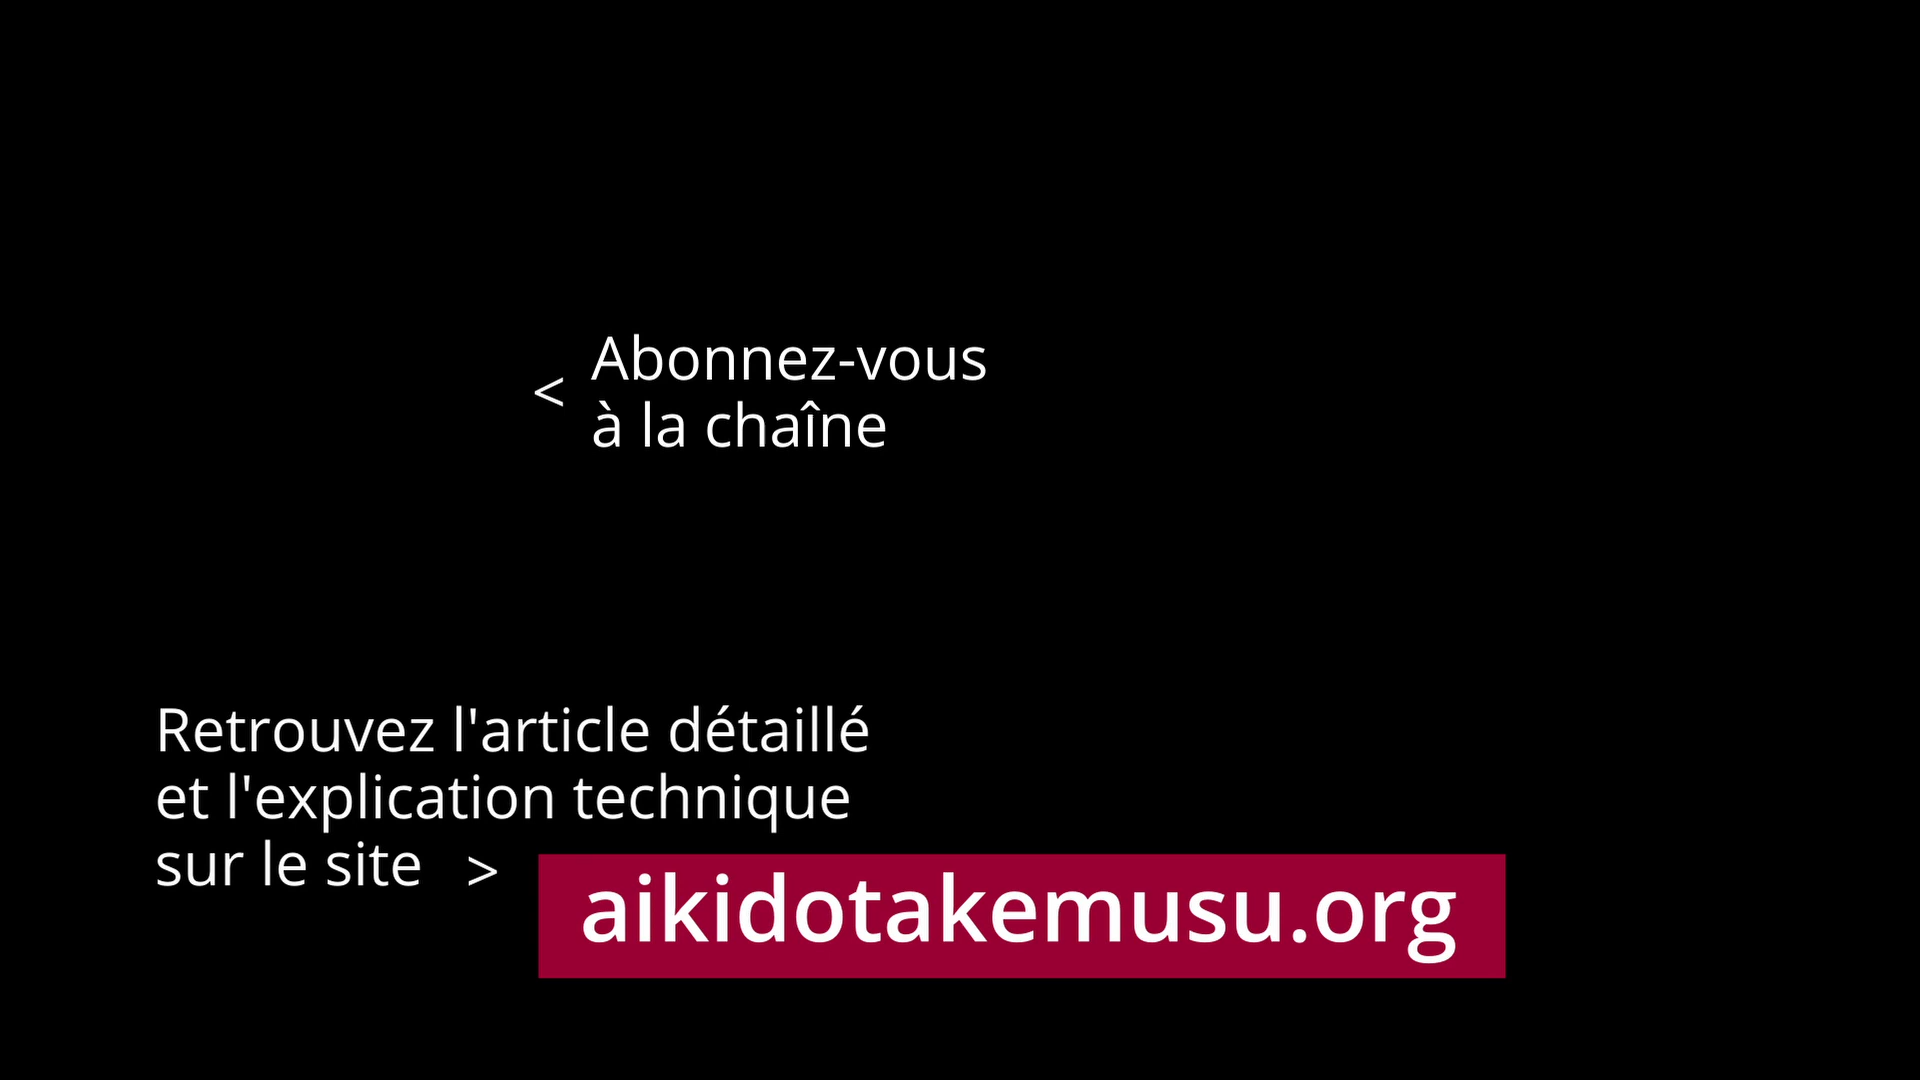 < Abonnez-vous
à la chaîne
Retrouvez l'article détaillé
et l'explication technique
sur le site >
aikidotakemusu.org